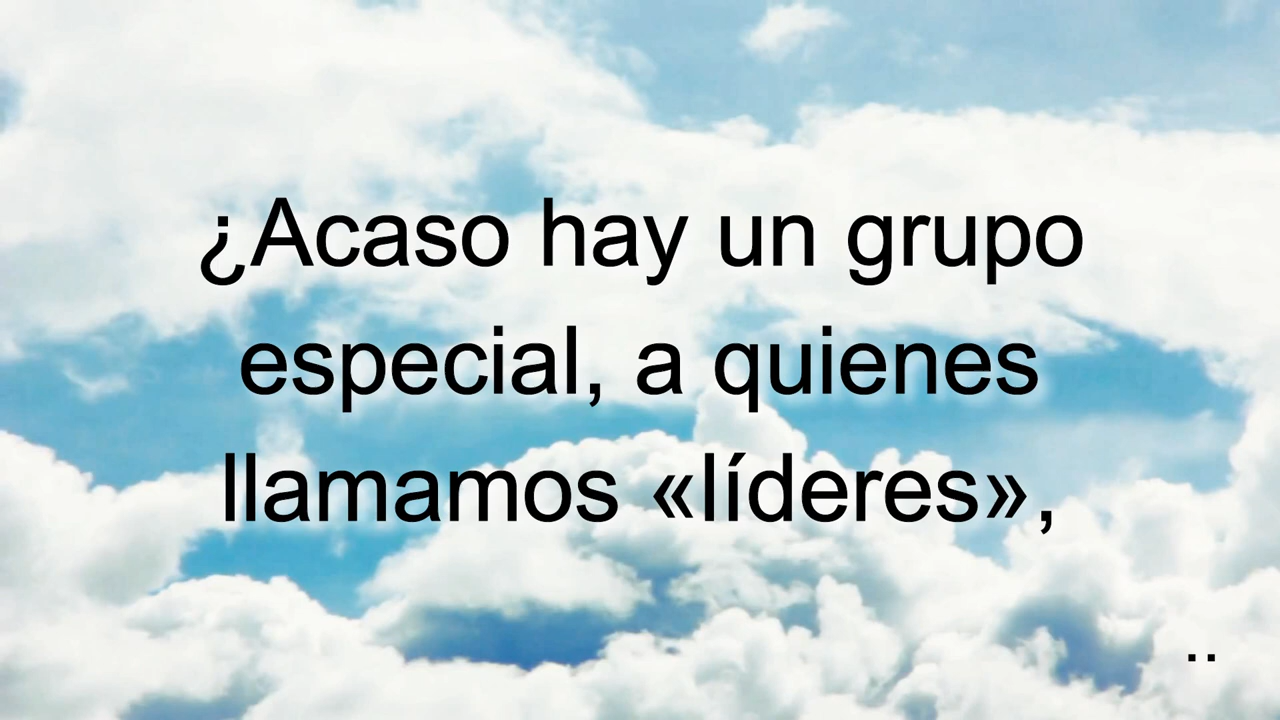 ¿Acaso hay un grupo
especial, a quienes
llamamos «líderes»,
..